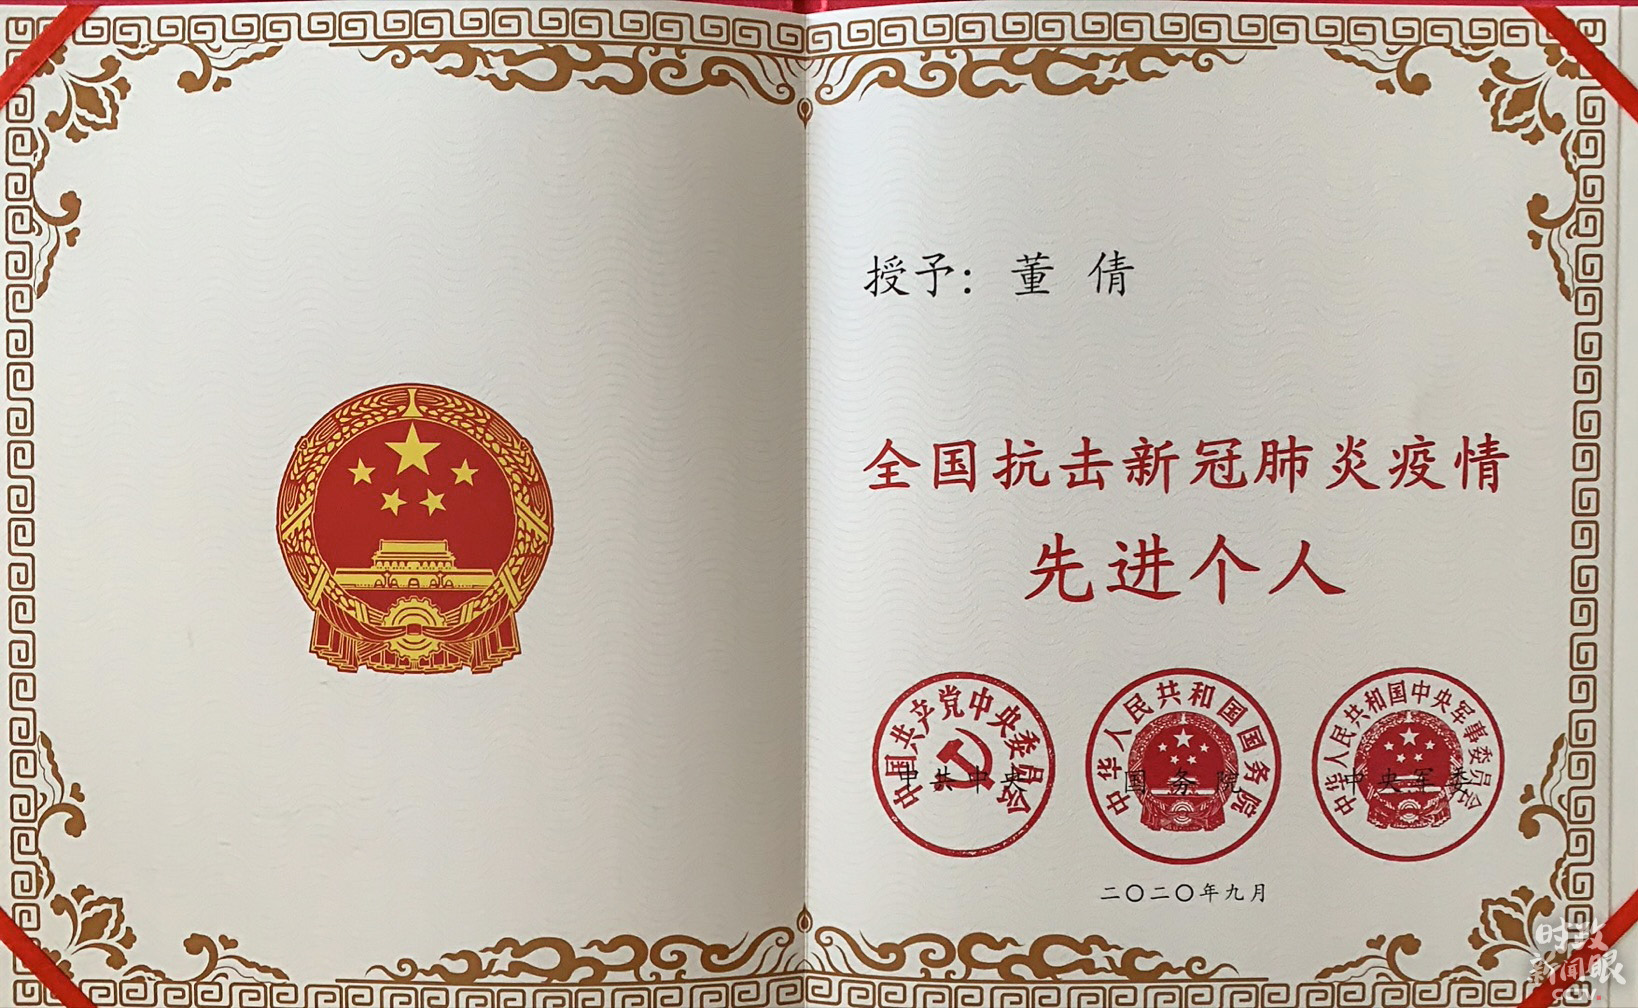 授予：董 倩
全国抗击新冠肺炎疫情
先进个人
中国共产党中央委员会
中共中央
中华人民共和国国务院
国务院
中华人民共和国中央军事委员会
中央军委
二〇二〇年九月
时政
新闻眼
CCTV